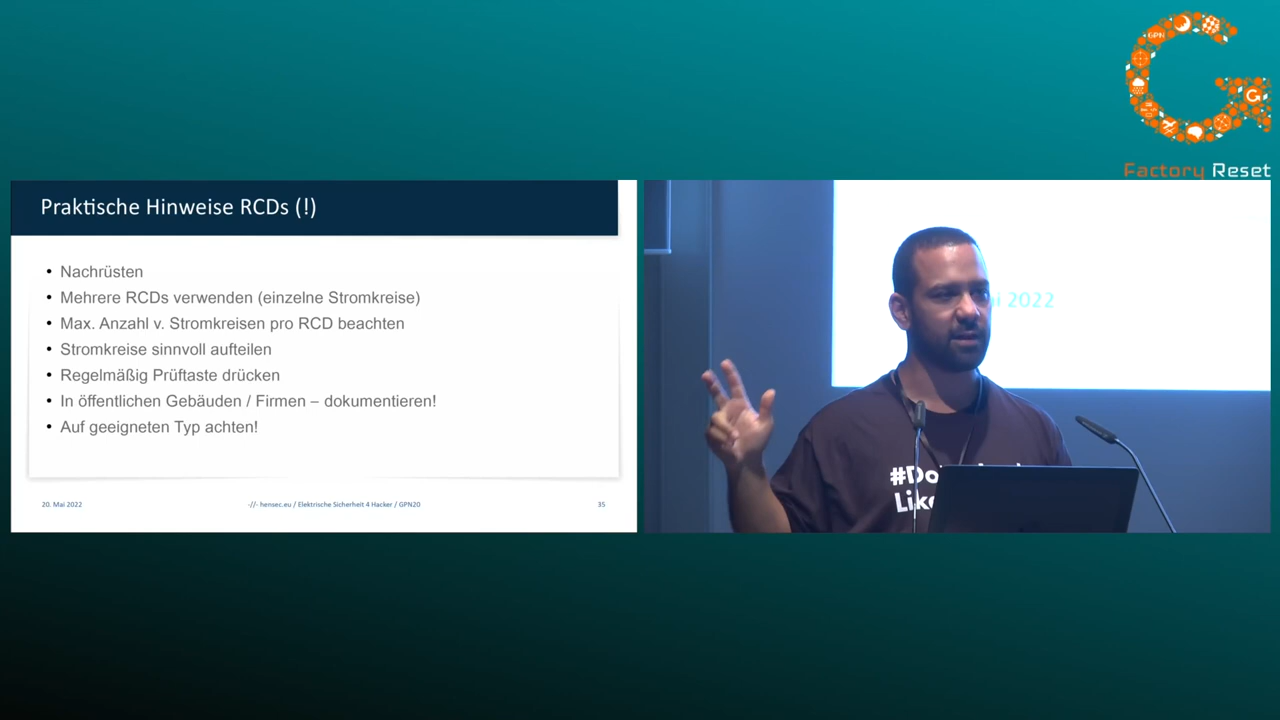 GPN
Factory Reset
Praktische Hinweise RCDs (!)
• Nachrüsten
• Mehrere RCDs verwenden (einzelne Stromkreise)
• Max. Anzahl v. Stromkreisen pro RCD beachten
• Stromkreise sinnvoll aufteilen
• Regelmäßig Prüftaste drücken
• In öffentlichen Gebäuden / Firmen – dokumentieren!
• Auf geeigneten Typ achten!
20. Mai 2022
-//- hensec.eu / Elektrische Sicherheit 4 Hacker / GPN20
35
2022